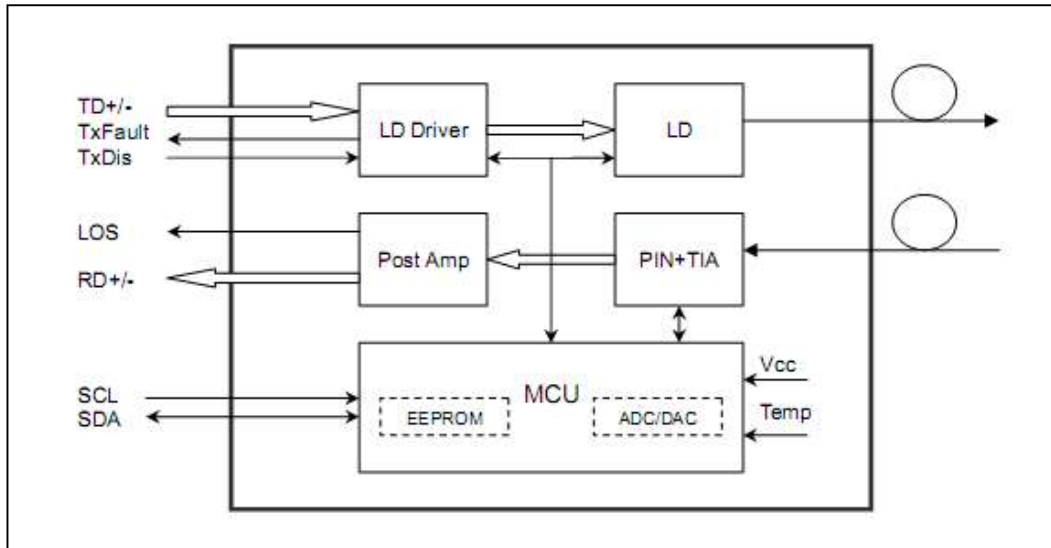 TD+/-
TxFault
TxDis
LD Driver
LD
LOS
RD+/-
Post Amp
PIN+TIA
SCL
SDA
MCU
EEPROM
ADC/DAC
Vcc
Temp